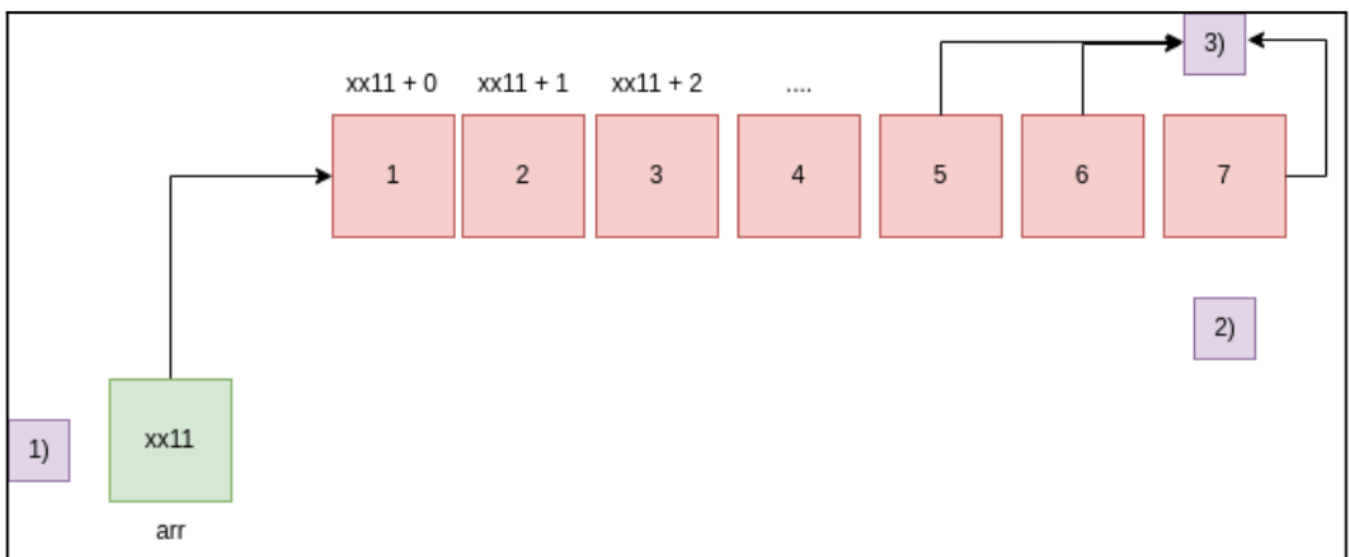 3)
xx11 + 0 xx11 + 1 xx11 + 2 ....
1 2 3 4 5 6 7
2)
1) xx11
arr